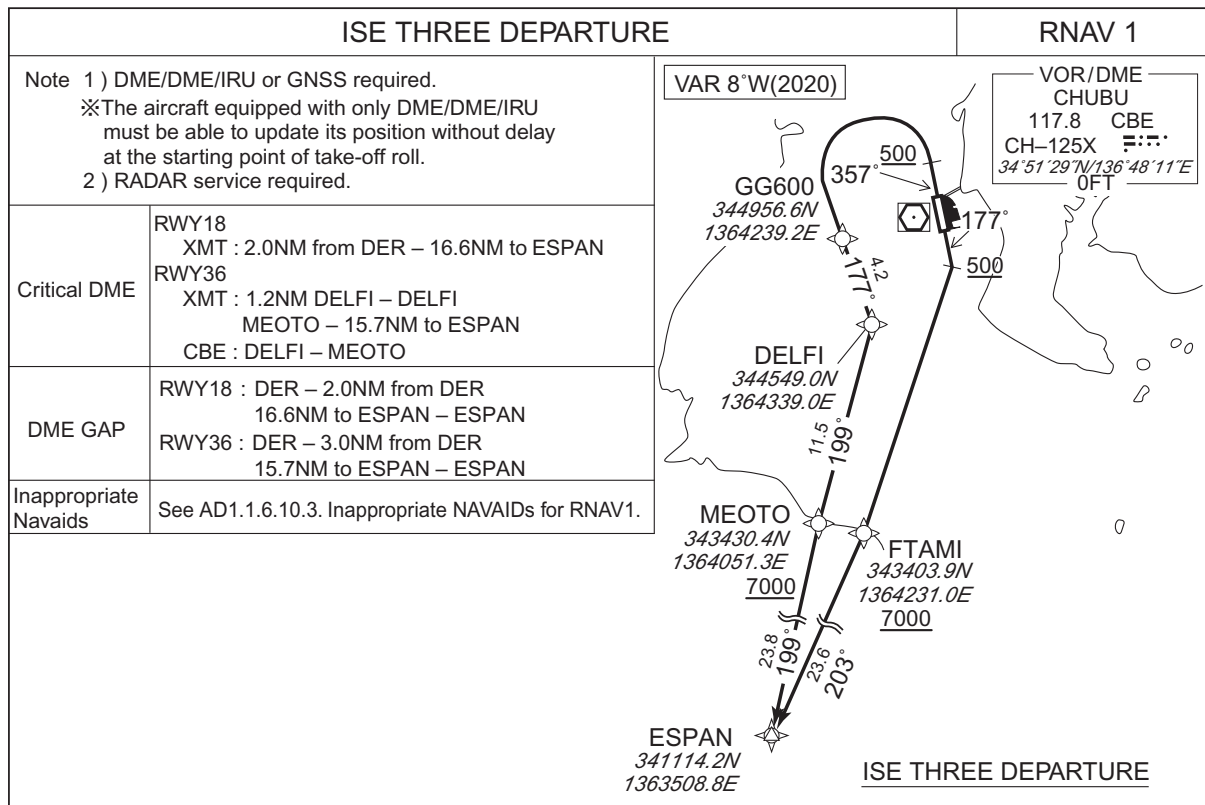 ISE THREE DEPARTURE
RNAV 1
Note 1 ) DME/DME/IRU or GNSS required.
※The aircraft equipped with only DME/DME/IRU
must be able to update its position without delay
at the starting point of take-off roll.
2 ) RADAR service required.
Critical DME
RWY18
XMT : 2.0NM from DER – 16.6NM to ESPAN
RWY36
XMT : 1.2NM DELFI – DELFI
MEOTO – 15.7NM to ESPAN
CBE : DELFI – MEOTO
DME GAP
RWY18 : DER – 2.0NM from DER
16.6NM to ESPAN – ESPAN
RWY36 : DER – 3.0NM from DER
15.7NM to ESPAN – ESPAN
Inappropriate
Navaids
See AD1.1.6.10.3. Inappropriate NAVAIDs for RNAV1.
VAR 8˚W(2020)
VOR/DME
CHUBU
117.8 CBE
CH–125X
34˚51´29˝N/136˚48´11˝E
0FT
500
357˚
177˚
500
GG600
344956.6N
1364239.2E
4.2
177˚
DELFI
344549.0N
1364339.0E
11.5
199˚
MEOTO
343430.4N
1364051.3E
7000
FTAMI
343403.9N
1364231.0E
7000
23.8
199˚
23.6
203˚
ESPAN
341114.2N
1363508.8E
ISE THREE DEPARTURE